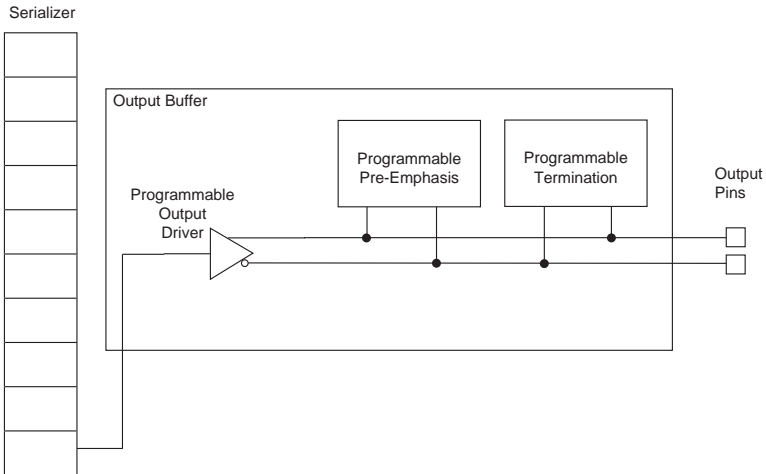 Serializer
Output Buffer
Programmable
Pre-Emphasis
Programmable
Termination
Output
Pins
Programmable
Output
Driver